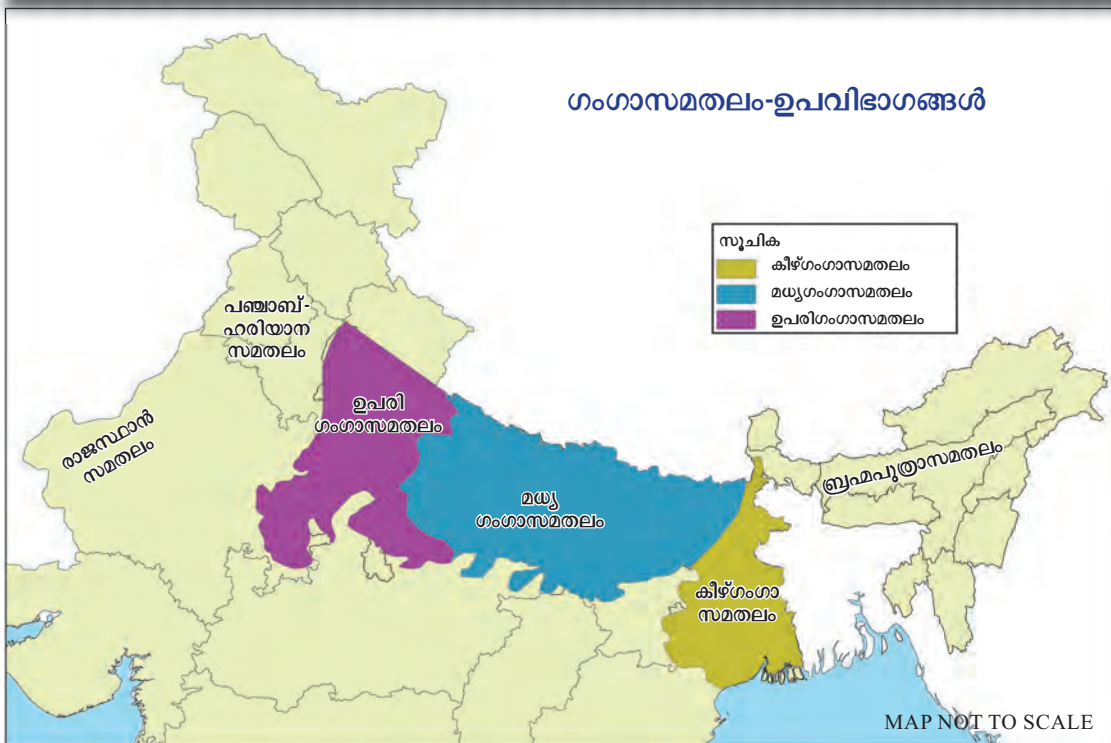 ഗംഗാസമതലം-ഉപവിഭാഗങ്ങൾ
സൂചിക
കീഴ്ഗംഗാസമതലം
മധ്യഗംഗാസമതലം
ഉപരിഗംഗാസമതലം
പഞ്ചാബ്-
ഹരിയാന
സമതലം
രാജസ്ഥാൻ
സമതലം
ഉപരി
ഗംഗാസമതലം
മധ്യ
ഗംഗാസമതലം
ബ്രഹ്മപുത്രാസമതലം
കീഴ്ഗംഗാ
സമതലം
MAP NOT TO SCALE